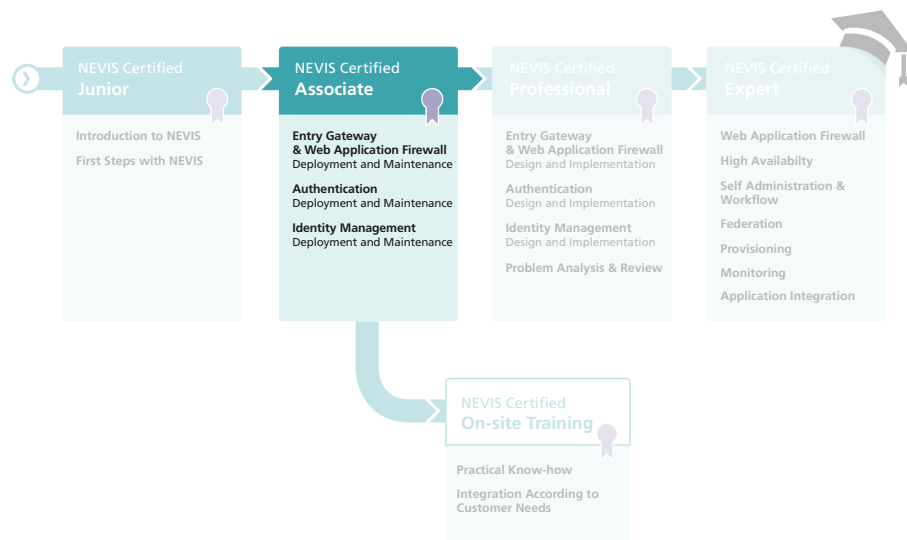 NEVIS Certified
Junior
Introduction to NEVIS
First Steps with NEVIS
NEVIS Certified
Associate
Entry Gateway
& Web Application Firewall
Deployment and Maintenance
Authentication
Deployment and Maintenance
Identity Management
Deployment and Maintenance
NEVIS Certified
Professional
Entry Gateway
& Web Application Firewall
Design and Implementation
Authentication
Design and Implementation
Identity Management
Design and Implementation
Problem Analysis & Review
NEVIS Certified
Expert
Web Application Firewall
High Availabilty
Self Administration &
Workflow
Federation
Provisioning
Monitoring
Application Integration
NEVIS Certified
On-site Training
Practical Know-how
Integration According to
Customer Needs